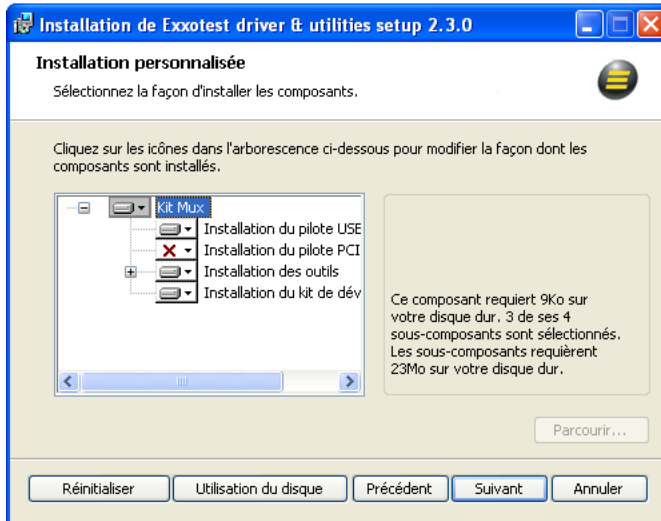 Installation de Exxotest driver & utilities setup 2.3.0
Installation personnalisée
Sélectionnez la façon d'installer les composants.
Cliquez sur les icônes dans l'arborescence ci-dessous pour modifier la façon dont les
composants sont installés.
Kit Mux
Installation du pilote USB
Installation du pilote PCI
Installation des outils
Installation du kit de dév
Ce composant requiert 9Ko sur
votre disque dur. 3 de ses 4
sous-composants sont sélectionnés.
Les sous-composants requièrent
23Mo sur votre disque dur.
Parcourir...
Réinitialiser
Utilisation du disque
Précédent
Suivant
Annuler